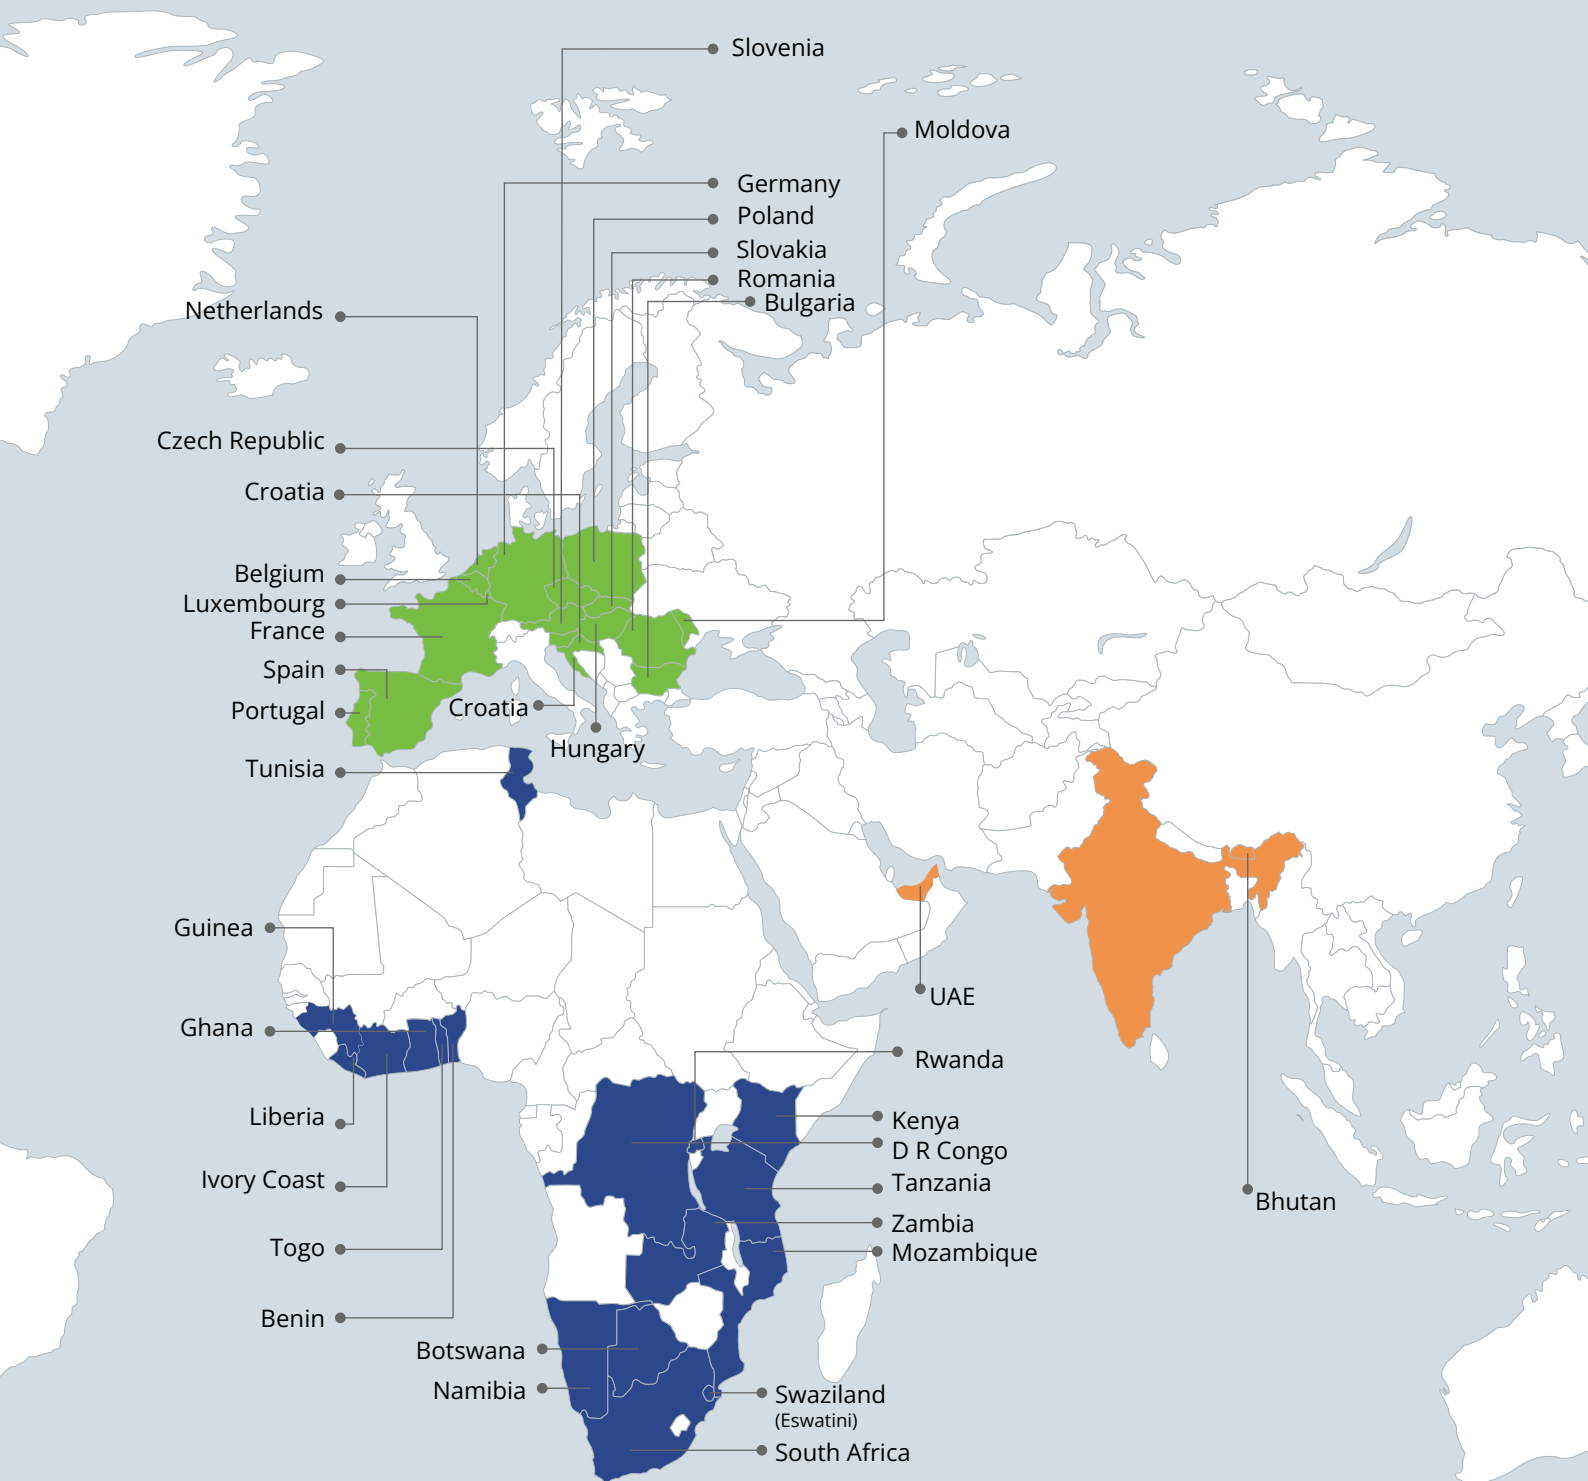 Slovenia
Moldova
Germany
Poland
Slovakia
Romania
Bulgaria
Netherlands
Czech Republic
Croatia
Belgium
Luxembourg
France
Spain
Portugal
Croatia
Hungary
Tunisia
Guinea
UAE
Ghana
Rwanda
Liberia
Kenya
D R Congo
Ivory Coast
Tanzania
Bhutan
Zambia
Togo
Mozambique
Benin
Botswana
Namibia
Swaziland
(Eswatini)
South Africa